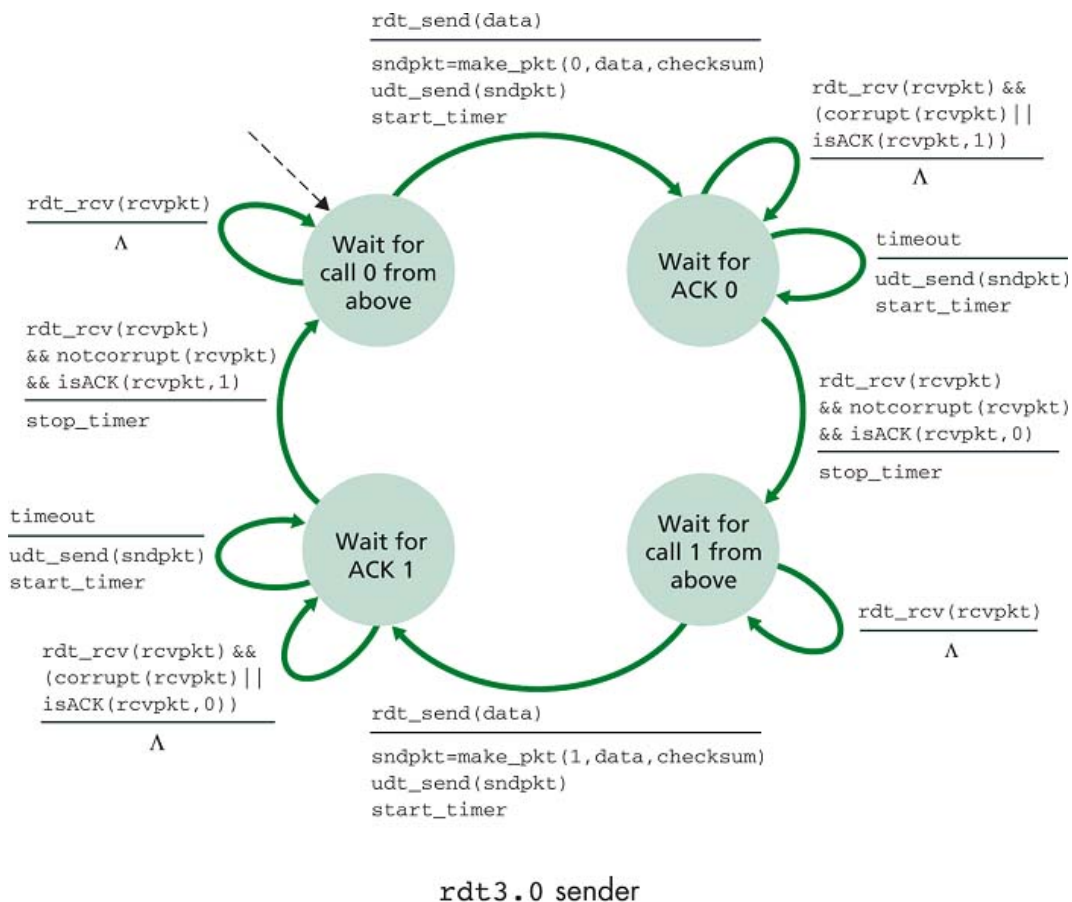 rdt_send(data)
sndpkt=make_pkt(0,data,checksum)
udt_send(sndpkt)
start_timer
rdt_rcv(rcvpkt) &&
(corrupt(rcvpkt)||
isACK(rcvpkt,1))
Λ
rdt_rcv(rcvpkt)
Λ
Wait for
call 0 from
above
Wait for
ACK 0
timeout
udt_send(sndpkt)
start_timer
rdt_rcv(rcvpkt)
&& notcorrupt(rcvpkt)
&& isACK(rcvpkt,1)
stop_timer
rdt_rcv(rcvpkt)
&& notcorrupt(rcvpkt)
&& isACK(rcvpkt,0)
stop_timer
timeout
udt_send(sndpkt)
start_timer
Wait for
ACK 1
Wait for
call 1 from
above
rdt_rcv(rcvpkt)
Λ
rdt_rcv(rcvpkt) &&
(corrupt(rcvpkt)||
isACK(rcvpkt,0))
Λ
rdt_send(data)
sndpkt=make_pkt(1,data,checksum)
udt_send(sndpkt)
start_timer
rdt3.0 sender